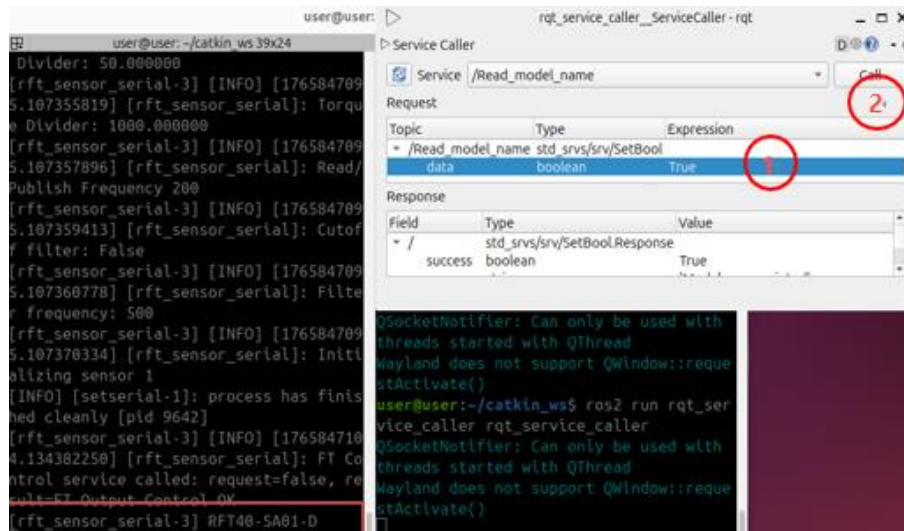 user@user:
user@user: ~/catkin_ws 39x24
Divider: 50.000000
[rft_sensor_serial-3] [INFO] [176584709
5.107355819] [rft_sensor_serial]: Torqu
e Divider: 1000.000000
[rft_sensor_serial-3] [INFO] [176584709
5.107357896] [rft_sensor_serial]: Read/
Publish Frequency 200
[rft_sensor_serial-3] [INFO] [176584709
5.107359413] [rft_sensor_serial]: Cutof
f filter: False
[rft_sensor_serial-3] [INFO] [176584709
5.107360778] [rft_sensor_serial]: Filte
r frequency: 500
[rft_sensor_serial-3] [INFO] [176584709
5.107370334] [rft_sensor_serial]: Initi
alizing sensor 1
[INFO] [setserial-1]: process has finis
hed cleanly [pid 9642]
[rft_sensor_serial-3] [INFO] [176584710
4.134382250] [rft_sensor_serial]: FT Co
ntrol service called: request=false, re
sult=FT Output Control OK
[rft_sensor_serial-3] RFT40-SA01-D
rqt_service_caller__ServiceCaller - rqt
Service Caller
Service /Read_model_name Call
Request 2
Topic Type Expression
/Read_model_name std_srvs/srv/SetBool
data boolean True 1
Response
Field Type Value
/ std_srvs/srv/SetBool.Response
success boolean True
QSocketNotifier: Can only be used with
threads started with QThread
Wayland does not support QWindow::reque
stActivate()
user@user:~/catkin_ws$ ros2 run rqt_ser
vice_caller rqt_service_caller
QSocketNotifier: Can only be used with
threads started with QThread
Wayland does not support QWindow::reque
stActivate()